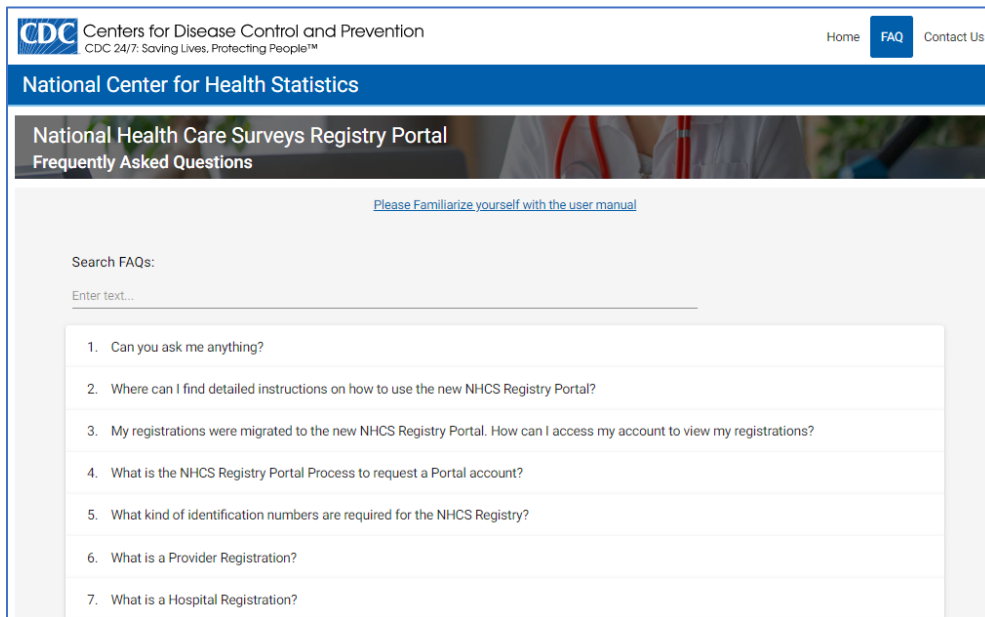 CDC Centers for Disease Control and Prevention
CDC 24/7: Saving Lives, Protecting People™
Home FAQ Contact Us
National Center for Health Statistics
National Health Care Surveys Registry Portal
Frequently Asked Questions
Please Familiarize yourself with the user manual
Search FAQs:
Enter text...
1. Can you ask me anything?
2. Where can I find detailed instructions on how to use the new NHCS Registry Portal?
3. My registrations were migrated to the new NHCS Registry Portal. How can I access my account to view my registrations?
4. What is the NHCS Registry Portal Process to request a Portal account?
5. What kind of identification numbers are required for the NHCS Registry?
6. What is a Provider Registration?
7. What is a Hospital Registration?